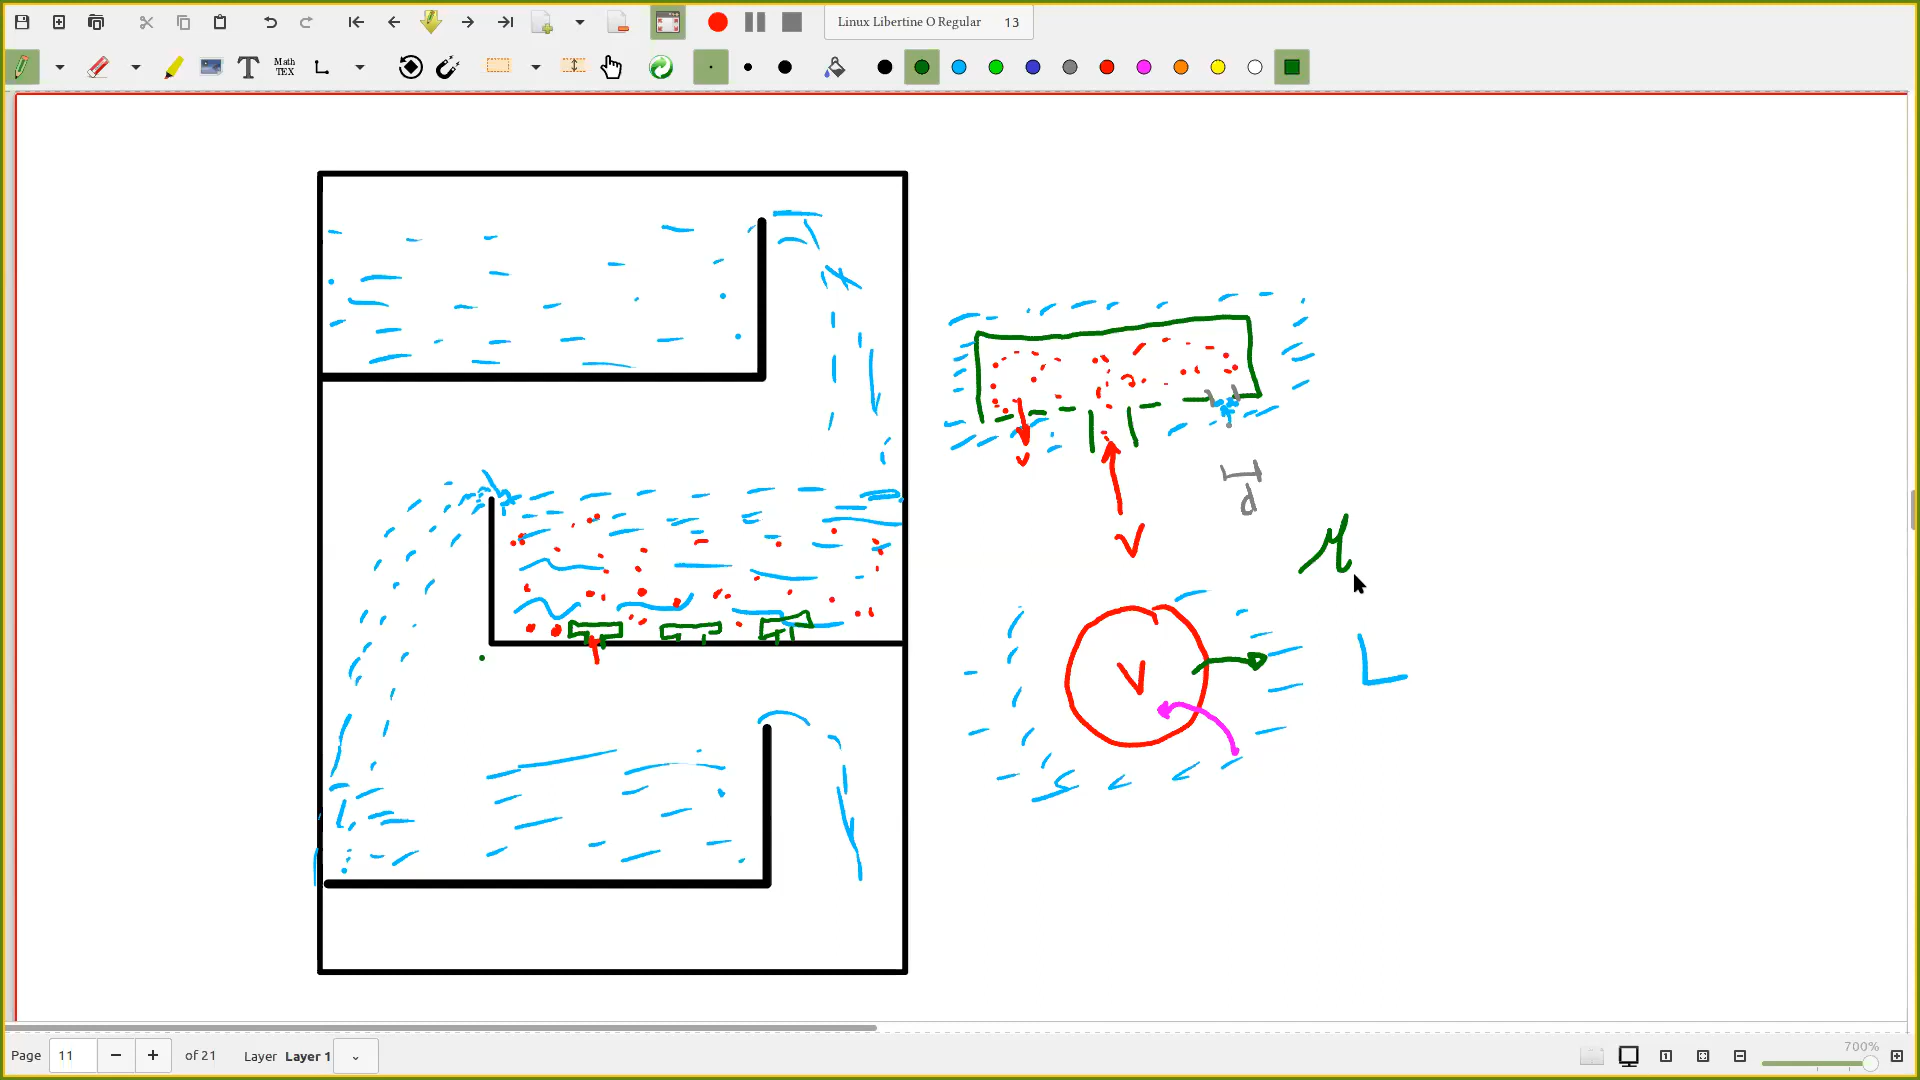 Linux Libertine O Regular 13
Math
TEX
d
V
V
V
L
Page 11 of 21 Layer Layer 1
700%